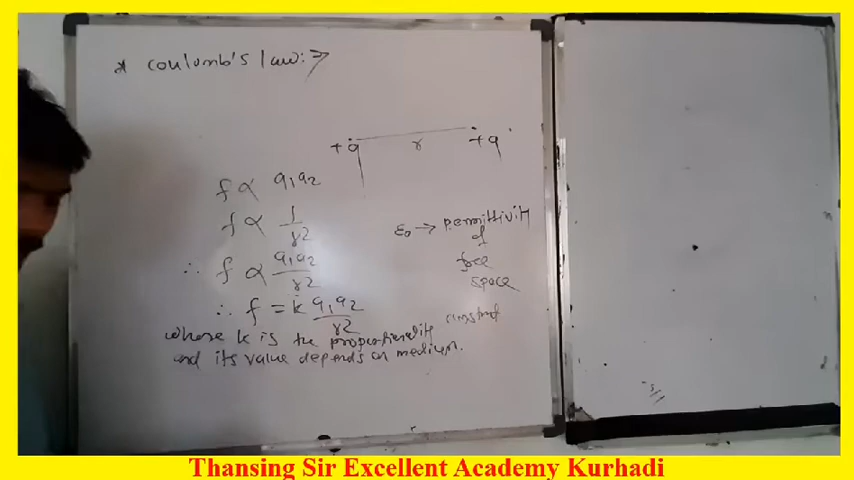 * Coulomb's law:⇒
+q r +q
f ∝ q1q2
f ∝ 1/r2
∴ f ∝ q1q2/r2
∴ f = k q1q2/r2
ε0 → permittivity
of
free
space
whose k is the proportionality constant
and its value depends on medium.
Thansing Sir Excellent Academy Kurhadi